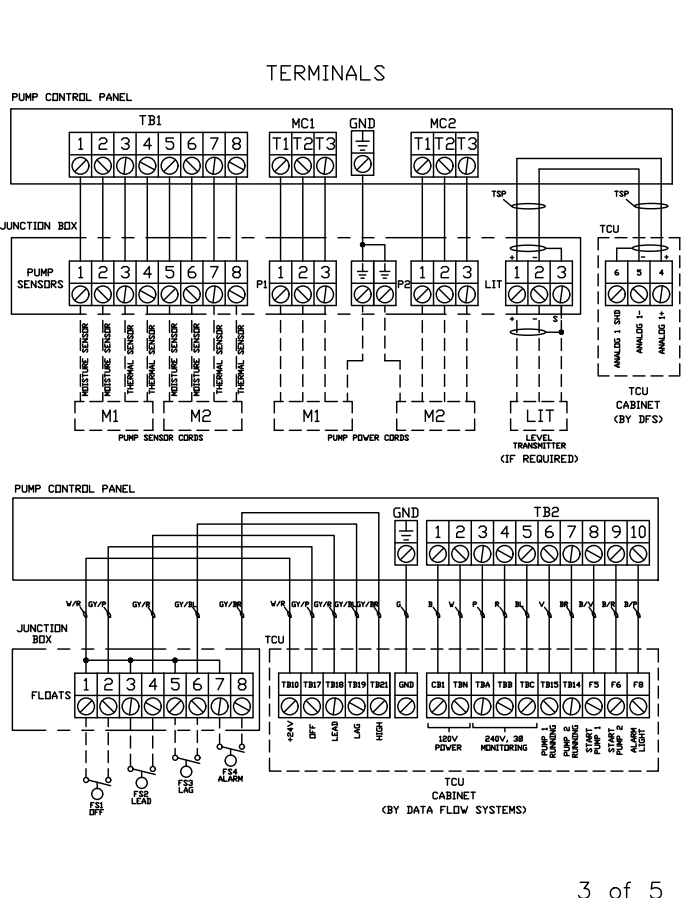 TERMINALS
PUMP CONTROL PANEL
TB1
MC1
GND
MC2
1 2 3 4 5 6 7 8
T1 T2 T3
T1 T2 T3
TSP
TSP
JUNCTION BOX
TCU
PUMP
SENSORS
1 2 3 4 5 6 7 8
P1
1 2 3
P2
1 2 3
LIT
+ -
1 2 3
- +
6 5 4
+ - S
MOISTURE SENSOR
MOISTURE SENSOR
THERMAL SENSOR
THERMAL SENSOR
MOISTURE SENSOR
MOISTURE SENSOR
THERMAL SENSOR
THERMAL SENSOR
ANALOG 1 SHD
ANALOG 1-
ANALOG 1+
M1
M2
M1
M2
LIT
PUMP SENSOR CORDS
PUMP POWER CORDS
LEVEL
TRANSMITTER
(IF REQUIRED)
TCU
CABINET
(BY DFS)
PUMP CONTROL PANEL
GND
TB2
1 2 3 4 5 6 7 8 9 10
W/R GY/P GY/R GY/BL GY/BR
W/R GY/P GY/R GY/BL GY/BR
G
B W P R BL V BR B/V B/R B/P
JUNCTION
BOX
TCU
FLOATS
1 2 3 4 5 6 7 8
TB10 TB17 TB18 TB19 TB21
GND
CB1 TBN TBA TBB TBC TB15 TB14 F5 F6 F8
+24V
OFF
LEAD
LAG
HIGH
120V
POWER
240V, 3Ø
MONITORING
PUMP 1
RUNNING
PUMP 2
RUNNING
START
PUMP 1
START
PUMP 2
ALARM
LIGHT
FS1
OFF
FS2
LEAD
FS3
LAG
FS4
ALARM
TCU
CABINET
(BY DATA FLOW SYSTEMS)
3 of 5